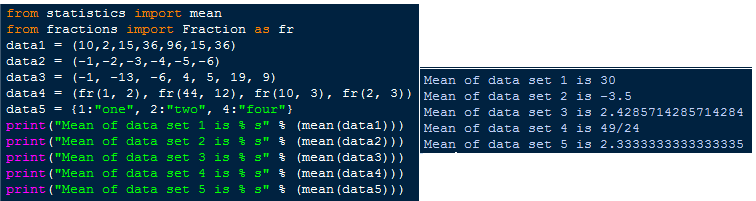 from statistics import mean
from fractions import Fraction as fr
data1 = (10,2,15,36,96,15,36)
data2 = (-1,-2,-3,-4,-5,-6)
data3 = (-1, -13, -6, 4, 5, 19, 9)
data4 = (fr(1, 2), fr(44, 12), fr(10, 3), fr(2, 3))
data5 = {1:"one", 2:"two", 4:"four"}
print("Mean of data set 1 is % s" % (mean(data1)))
print("Mean of data set 2 is % s" % (mean(data2)))
print("Mean of data set 3 is % s" % (mean(data3)))
print("Mean of data set 4 is % s" % (mean(data4)))
print("Mean of data set 5 is % s" % (mean(data5)))
Mean of data set 1 is 30
Mean of data set 2 is -3.5
Mean of data set 3 is 2.4285714285714284
Mean of data set 4 is 49/24
Mean of data set 5 is 2.3333333333333335